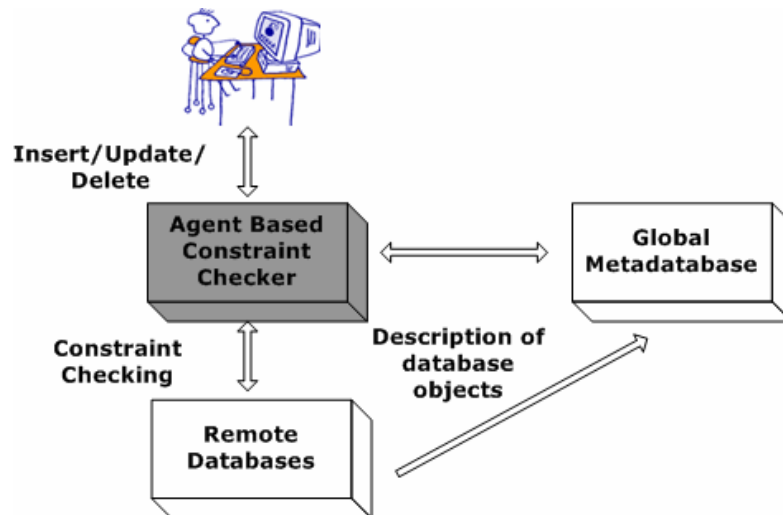 Insert/Update/
Delete
Agent Based
Constraint
Checker
Global
Metadatabase
Constraint
Checking
Description of
database
objects
Remote
Databases